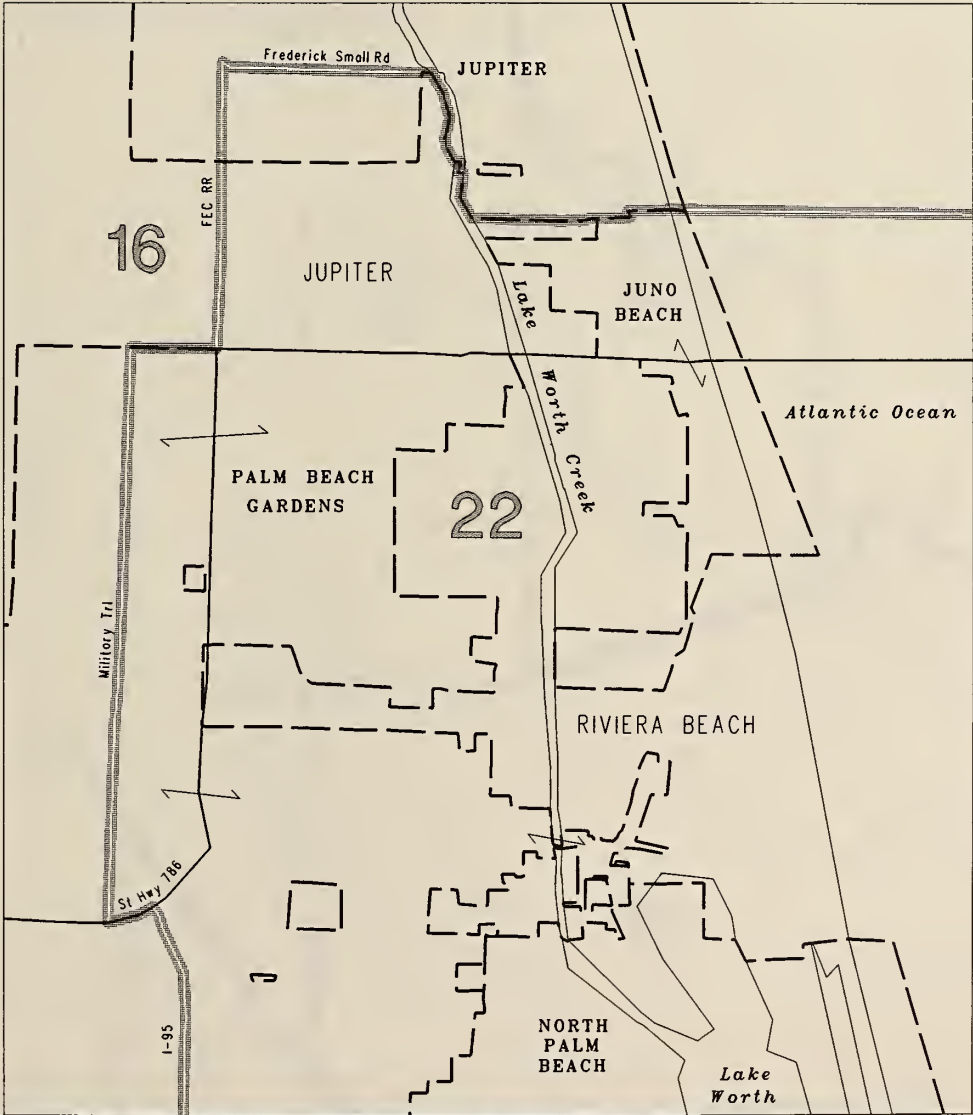 Frederick Small Rd
JUPITER
FEC RR
16
JUPITER
Lake
Worth
Creek
JUNO
BEACH
Atlantic Ocean
PALM BEACH
GARDENS
22
Military Trl
RIVIERA BEACH
St Hwy 786
I-95
NORTH
PALM
BEACH
Lake
Worth